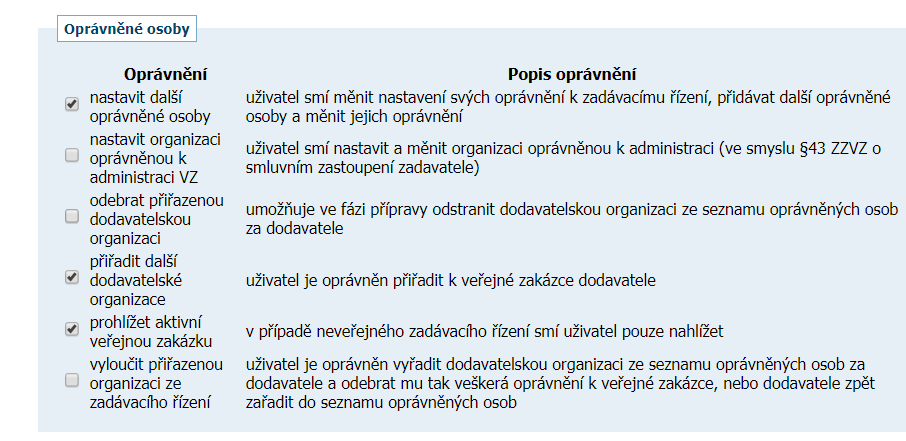 Oprávněné osoby
Oprávnění Popis oprávnění
nastavit další
oprávněné osoby
uživatel smí měnit nastavení svých oprávnění k zadávacímu řízení, přidávat další oprávněné
osoby a měnit jejich oprávnění
nastavit organizaci
oprávněnou k
administraci VZ
uživatel smí nastavit a měnit organizaci oprávněnou k administraci (ve smyslu §43 ZZVZ o
smluvním zastoupení zadavatele)
odebrat přiřazenou
dodavatelskou
organizaci
umožňuje ve fázi přípravy odstranit dodavatelskou organizaci ze seznamu oprávněných osob
za dodavatele
přiřadit další
dodavatelské
organizace
uživatel je oprávněn přiřadit k veřejné zakázce dodavatele
prohlížet aktivní
veřejnou zakázku
v případě neveřejného zadávacího řízení smí uživatel pouze nahlížet
vyloučit přiřazenou
organizaci ze
zadávacího řízení
uživatel je oprávněn vyřadit dodavatelskou organizaci ze seznamu oprávněných osob za
dodavatele a odebrat mu tak veškerá oprávnění k veřejné zakázce, nebo dodavatele zpět
zařadit do seznamu oprávněných osob